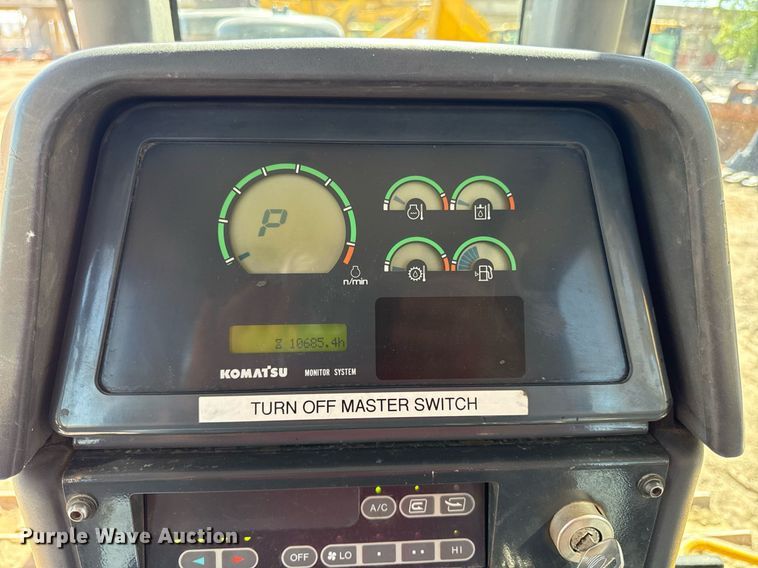 P
n/min
10685.4h
KOMATSU MONITOR SYSTEM
TURN OFF MASTER SWITCH
A/C
OFF LO • •• HI
Purple Wave Auction